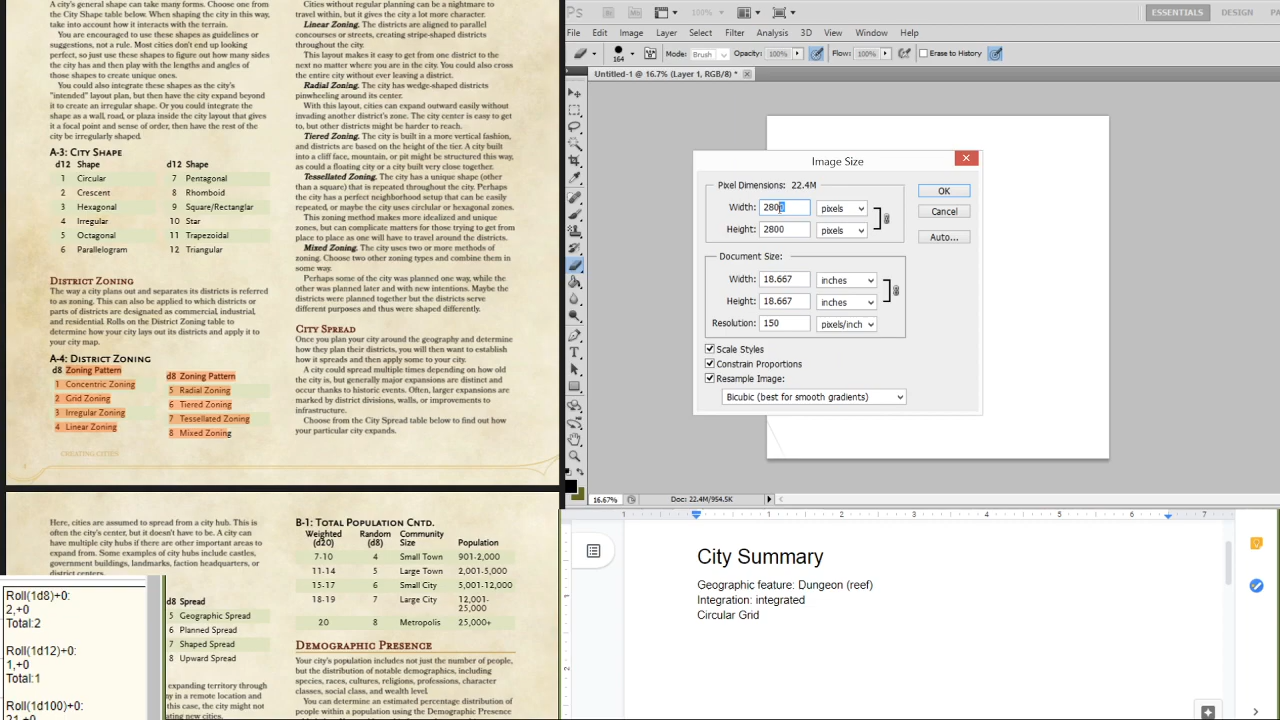 A city's general shape can take many forms. Choose one from
the City Shape table below. When shaping the city in this way,
take into account how it interacts with the terrain.
You are encouraged to use these shapes as guidelines or
suggestions, not a rule. Most cities don't end up looking
perfect, so just use these shapes to figure out how many sides
the city has and then play with the lengths and angles of
those shapes to create unique ones.
You could also integrate these shapes as the city's
"intended" layout plan, but then have the city expand beyond
it to create an irregular shape. Or you could integrate the
shape as a wall, road, or plaza inside the city layout that gives
it a focal point and sense of order, then have the rest of the
city be irregularly shaped.
A-3: CITY SHAPE
d12 Shape d12 Shape
1 Circular 7 Pentagonal
2 Crescent 8 Rhomboid
3 Hexagonal 9 Square/Rectanglar
4 Irregular 10 Star
5 Octagonal 11 Trapezoidal
6 Parallelogram 12 Triangular
DISTRICT ZONING
The way a city plans out and separates its districts is referred
to as zoning. This can also be applied to which districts or
parts of districts are designated as commercial, industrial,
and residential. Rolls on the District Zoning table to
determine how your city lays out its districts and apply it to
your city map.
A-4: DISTRICT ZONING
d8 Zoning Pattern d8 Zoning Pattern
1 Concentric Zoning 5 Radial Zoning
2 Grid Zoning 6 Tiered Zoning
3 Irregular Zoning 7 Tessellated Zoning
4 Linear Zoning 8 Mixed Zoning
CREATING CITIES
Cities without regular planning can be a nightmare to
travel within, but it gives the city a lot more character.
Linear Zoning. The districts are aligned to parallel
concourses or streets, creating stripe-shaped districts
throughout the city.
This layout makes it easy to get from one district to the
next no matter where you are in the city. You could also cross
the entire city without ever leaving a district.
Radial Zoning. The city has wedge-shaped districts
pinwheeling around its center.
With this layout, cities can expand outward easily without
invading another district's zone. The city center is easy to get
to, but other districts might be harder to reach.
Tiered Zoning. The city is built in a more vertical fashion,
and districts are based on the height of the tier. A city built
into a cliff face, mountain, or pit might be structured this way,
as could a floating city or a city built very close together.
Tessellated Zoning. The city has a unique shape (other
than a square) that is repeated throughout the city. Perhaps
the city has a perfect neighborhood setup that can be easily
repeated, or maybe the city uses circlular or hexagonal zones.
This zoning method makes more idealized and unique
zones, but can complicate matters for those trying to get from
place to place as one will have to travel around the districts.
Mixed Zoning. The city uses two or more methods of
zoning. Choose two other zoning types and combine them in
some way.
Perhaps some of the city was planned one way, while the
other was planned later and with new intentions. Maybe the
districts were planned together but the districts serve
different purposes and thus were shaped differently.
CITY SPREAD
Once you plan your city around the geography and determine
how they plan their districts, you will then want to establish
how it spreads and then apply some to your city.
A city could spread multiple times depending on how old
the city is, but generally major expansions are distinct and
occur thanks to historic events. Often, larger expansions are
marked by district divisions, walls, or improvements to
infrastructure.
Choose from the City Spread table below to find out how
your particular city expands.
Here, cities are assumed to spread from a city hub. This is
often the city's center, but it doesn't have to be. A city can
have multiple city hubs if there are other important areas to
expand from. Some examples of city hubs include castles,
government buildings, landmarks, faction headquarters, or
district centers.
d8 Spread
5 Geographic Spread
6 Planned Spread
7 Shaped Spread
8 Upward Spread
expanding territory through
ny in a remote location and
this case, the city might not
ating new cities.
B-1: TOTAL POPULATION CNTD.
Weighted (d20) Random (d8) Community Size Population
7-10 4 Small Town 901-2,000
11-14 5 Large Town 2,001-5,000
15-17 6 Small City 5,001-12,000
18-19 7 Large City 12,001-
25,000
20 8 Metropolis 25,000+
DEMOGRAPHIC PRESENCE
Your city's population includes not just the number of people,
but the distribution of notable demographics, including
species, races, cultures, religions, professions, character
classes, social class, and wealth level.
You can determine an estimated percentage distribution of
people within a population using the Demographic Presence
Roll(1d8)+0:
2,+0
Total:2
Roll(1d12)+0:
1,+0
Total:1
Roll(1d100)+0:
21,+0
PS Br Mb 100% ESSENTIALS DESIGN
File Edit Image Layer Select Filter Analysis 3D View Window Help
164 Mode: Brush Opacity: 100% 100% Erase to History
Untitled-1 @ 16.7% (Layer 1, RGB/8) *
Image Size
Pixel Dimensions: 22.4M
Width: 280 pixels
Height: 2800 pixels
Document Size:
Width: 18.667 inches
Height: 18.667 inches
Resolution: 150 pixels/inch
Scale Styles
Constrain Proportions
Resample Image:
Bicubic (best for smooth gradients)
OK
Cancel
Auto...
16.67% Doc: 22.4M/954.5K
1 1 2 3 4 5 6 7
City Summary
Geographic feature: Dungeon (reef)
Integration: integrated
Circular Grid